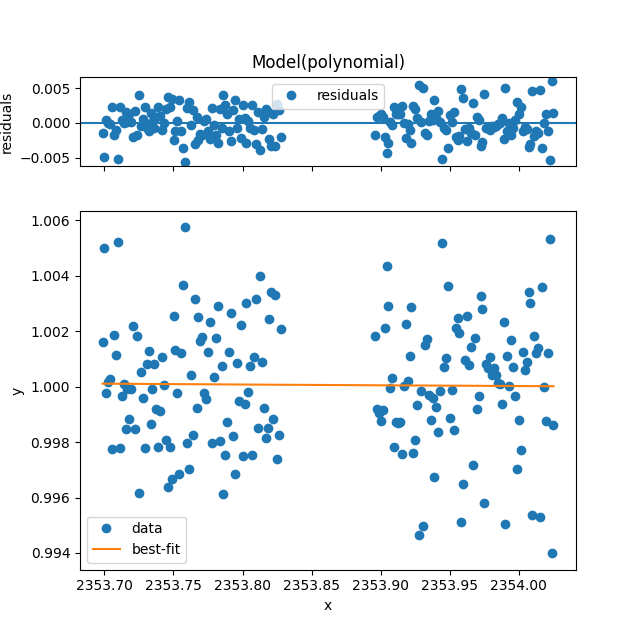 Model(polynomial)
residuals
0.005
0.000
−0.005
residuals
1.006
1.004
1.002
1.000
0.998
0.996
0.994
y
data
best-fit
2353.70 2353.75 2353.80 2353.85 2353.90 2353.95 2354.00
x